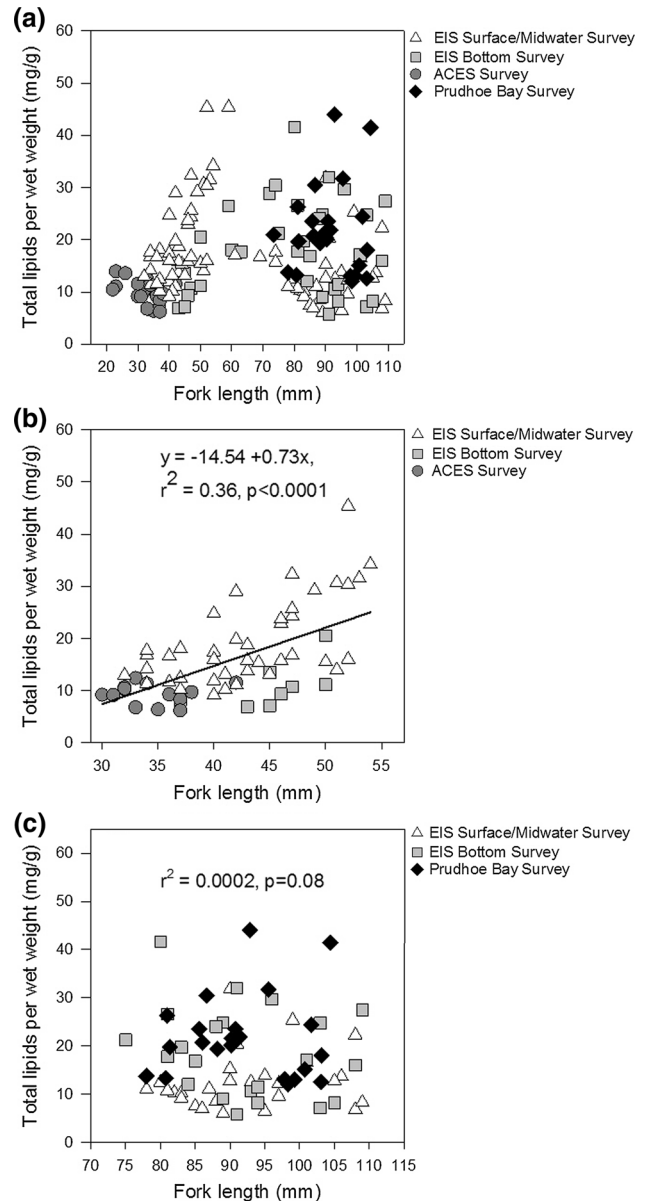 (a)
60
50
40
30
20
10
0
Total lipids per wet weight (mg/g)
20 30 40 50 60 70 80 90 100 110
Fork length (mm)
EIS Surface/Midwater Survey
EIS Bottom Survey
ACES Survey
Prudhoe Bay Survey
(b)
60
50
40
30
20
10
0
Total lipids per wet weight (mg/g)
y = -14.54 +0.73x,
r² = 0.36, p<0.0001
30 35 40 45 50 55
Fork length (mm)
EIS Surface/Midwater Survey
EIS Bottom Survey
ACES Survey
(c)
60
50
40
30
20
10
0
Total lipids per wet weight (mg/g)
r² = 0.0002, p=0.08
70 75 80 85 90 95 100 105 110 115
Fork length (mm)
EIS Surface/Midwater Survey
EIS Bottom Survey
Prudhoe Bay Survey